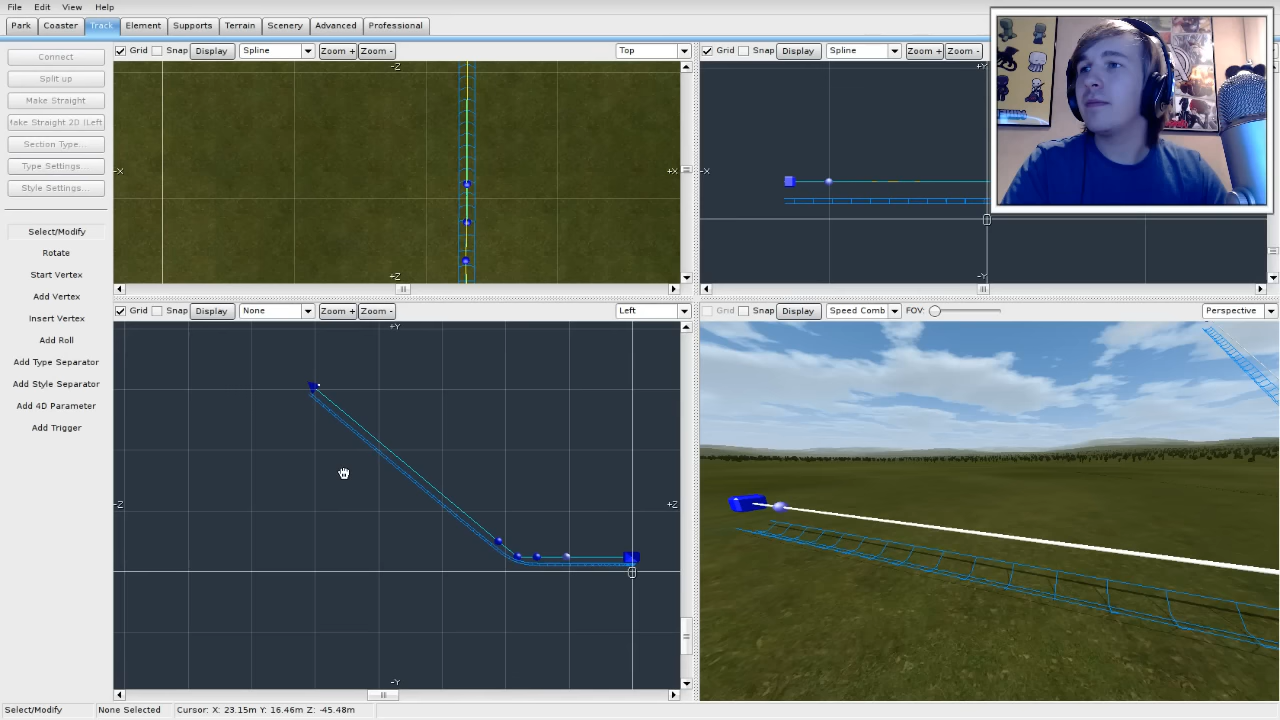 File Edit View Help
Park Coaster Track Element Supports Terrain Scenery Advanced Professional
Connect
Split up
Make Straight
ake Straight 2D (Left
Section Type...
Type Settings...
Style Settings...
Select/Modify
Rotate
Start Vertex
Add Vertex
Insert Vertex
Add Roll
Add Type Separator
Add Style Separator
Add 4D Parameter
Add Trigger
Grid Snap Display Spline Zoom + Zoom - Top
-Z
-X +X
+Z
Grid Snap Display Spline Zoom + Zoom -
+Y
-X
-Y
Grid Snap Display None Zoom + Zoom - Left
+Y
-Z +Z
-Y
Grid Snap Display Speed Comb FOV: Perspective
Select/Modify None Selected Cursor: X: 23.15m Y: 16.46m Z: -45.48m